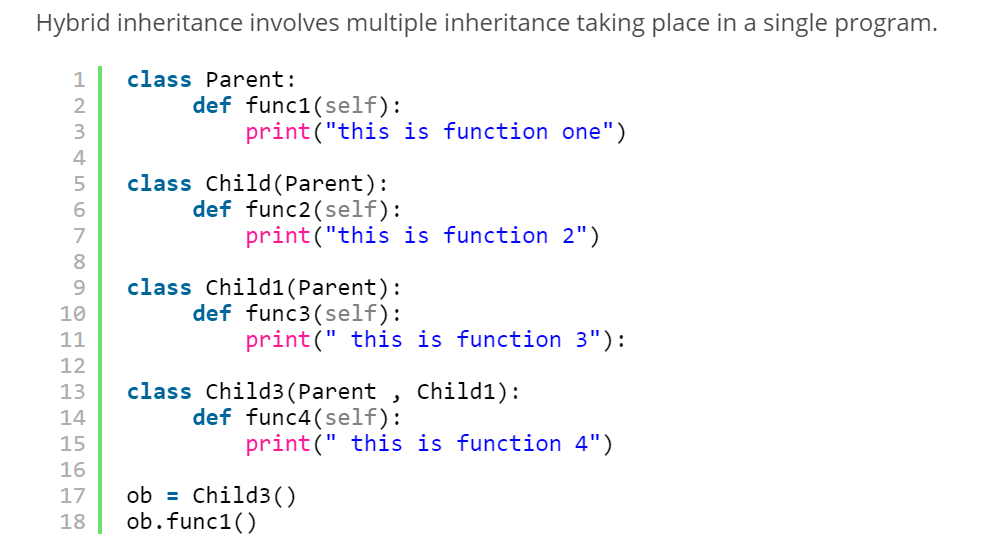 Hybrid inheritance involves multiple inheritance taking place in a single program.
1 class Parent:
2 def func1(self):
3 print("this is function one")
4
5 class Child(Parent):
6 def func2(self):
7 print("this is function 2")
8
9 class Child1(Parent):
10 def func3(self):
11 print(" this is function 3"):
12
13 class Child3(Parent , Child1):
14 def func4(self):
15 print(" this is function 4")
16
17 ob = Child3()
18 ob.func1()